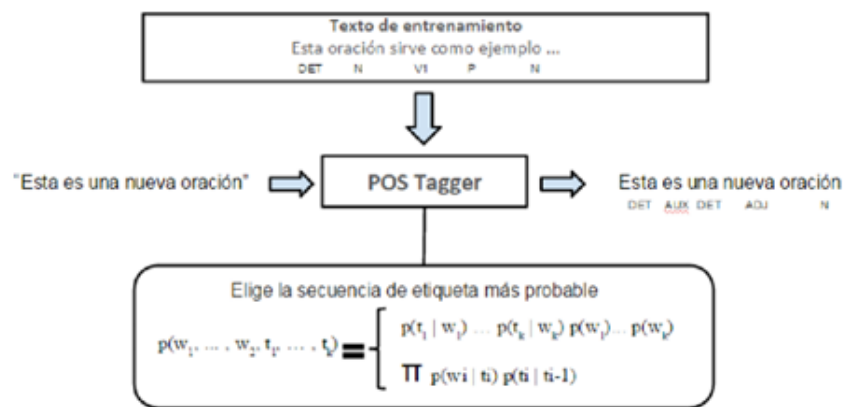 Texto de entrenamiento
Esta oración sirve como ejemplo ...
DET N V1 P N
"Esta es una nueva oración"
POS Tagger
Esta es una nueva oración
DET AUX DET ADJ N
Elige la secuencia de etiqueta más probable
p(w₁, ... , w₂, t₁, ... , tₖ) =
p(t₁ | w₁) ... p(tₖ | wₖ) p(w₁)... p(wₖ)
π p(wi | ti) p(ti | ti-1)